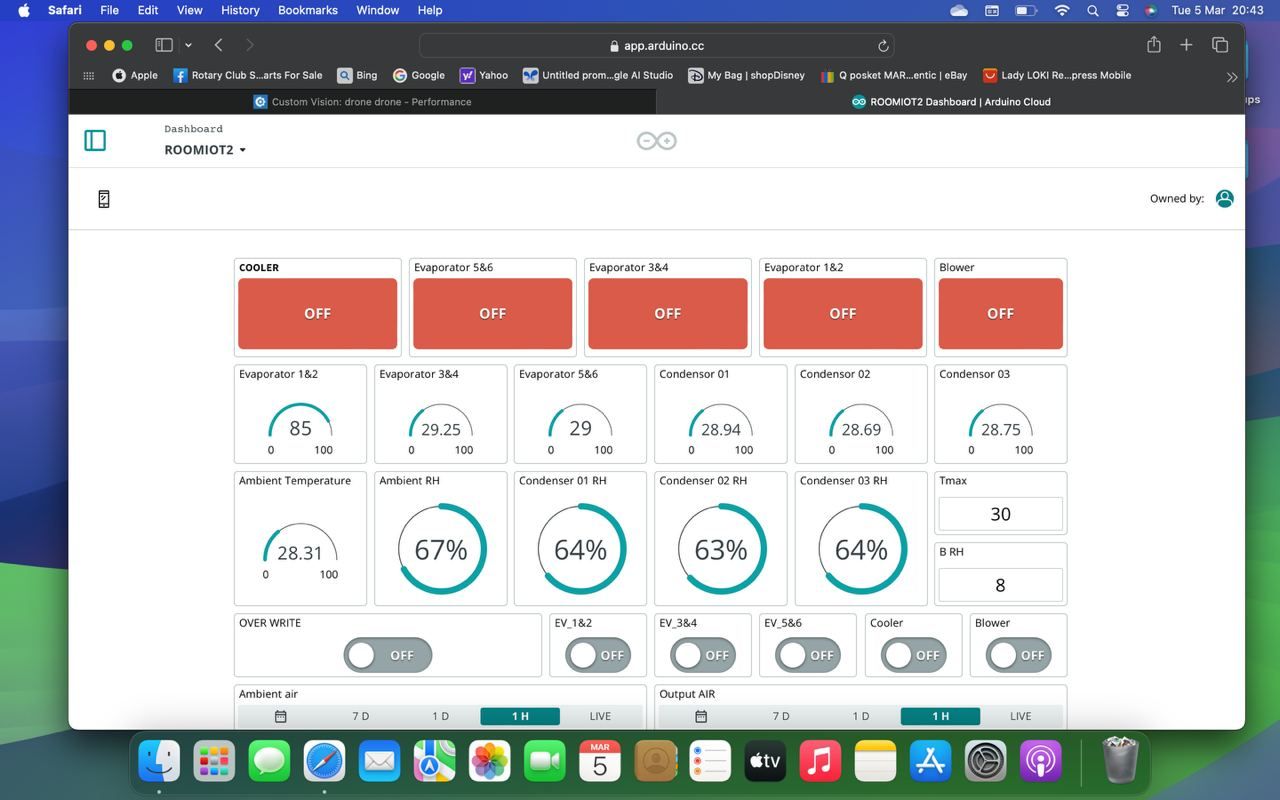 Safari File Edit View History Bookmarks Window Help Tue 5 Mar 20:43
app.arduino.cc
Apple Rotary Club S...arts For Sale Bing Google Yahoo Untitled prom...gle AI Studio My Bag | shopDisney Q posket MAR...entic | eBay Lady LOKI Re...press Mobile
Custom Vision: drone drone - Performance ROOMIOT2 Dashboard | Arduino Cloud
ups
Dashboard
ROOMIOT2
Owned by:
COOLER Evaporator 5&6 Evaporator 3&4 Evaporator 1&2 Blower
OFF OFF OFF OFF OFF
Evaporator 1&2 Evaporator 3&4 Evaporator 5&6 Condensor 01 Condensor 02 Condensor 03
85 29.25 29 28.94 28.69 28.75
0 100 0 100 0 100 0 100 0 100 0 100
Ambient Temperature Ambient RH Condenser 01 RH Condenser 02 RH Condenser 03 RH Tmax
30
28.31 67% 64% 63% 64% B RH
0 100
8
OVER WRITE EV_1&2 EV_3&4 EV_5&6 Cooler Blower
OFF OFF OFF OFF OFF OFF
Ambient air Output AIR
7 D 1 D 1 H LIVE 7 D 1 D 1 H LIVE
MAR
5
tv